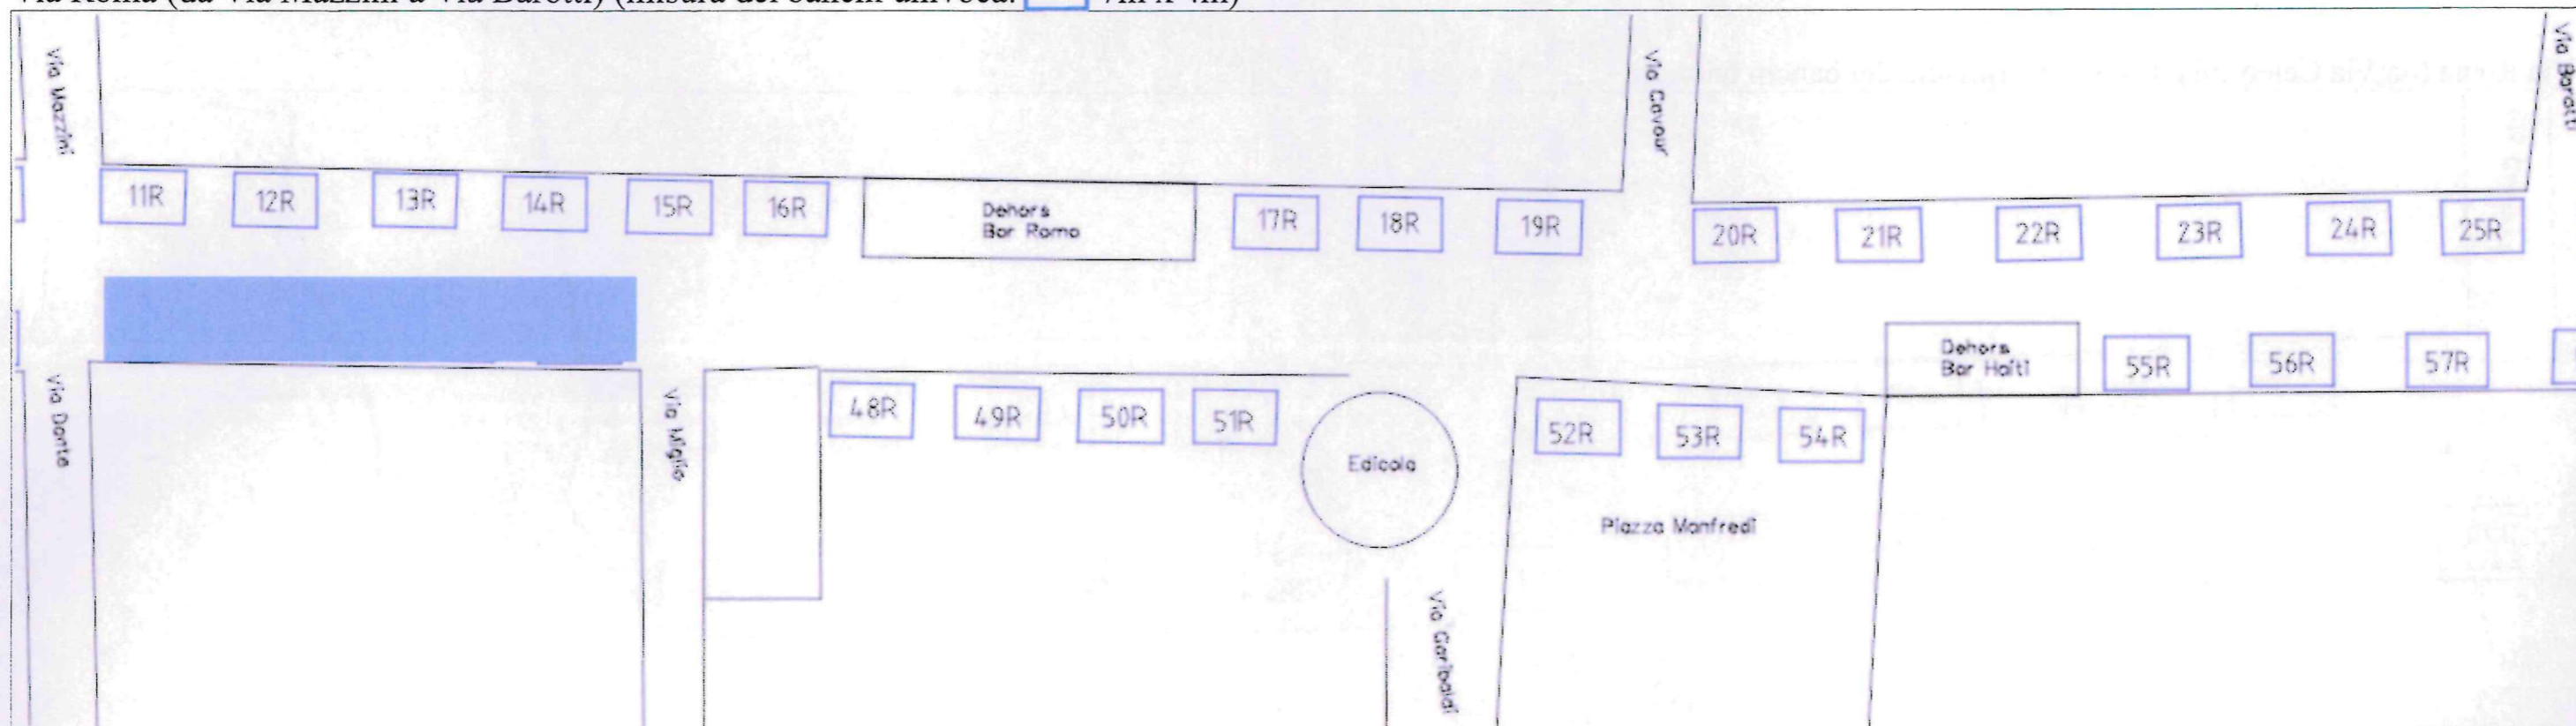 Via Mazzini
Via Cavour
Via Baratti
11R
12R
13R
14R
15R
16R
Dehors
Bar Roma
17R
18R
19R
20R
21R
22R
23R
24R
25R
Via Dante
Via Miglio
48R
49R
50R
51R
Edicola
52R
53R
54R
Piazza Manfredi
Dehors
Bar Haiti
55R
56R
57R
Via Garibaldi